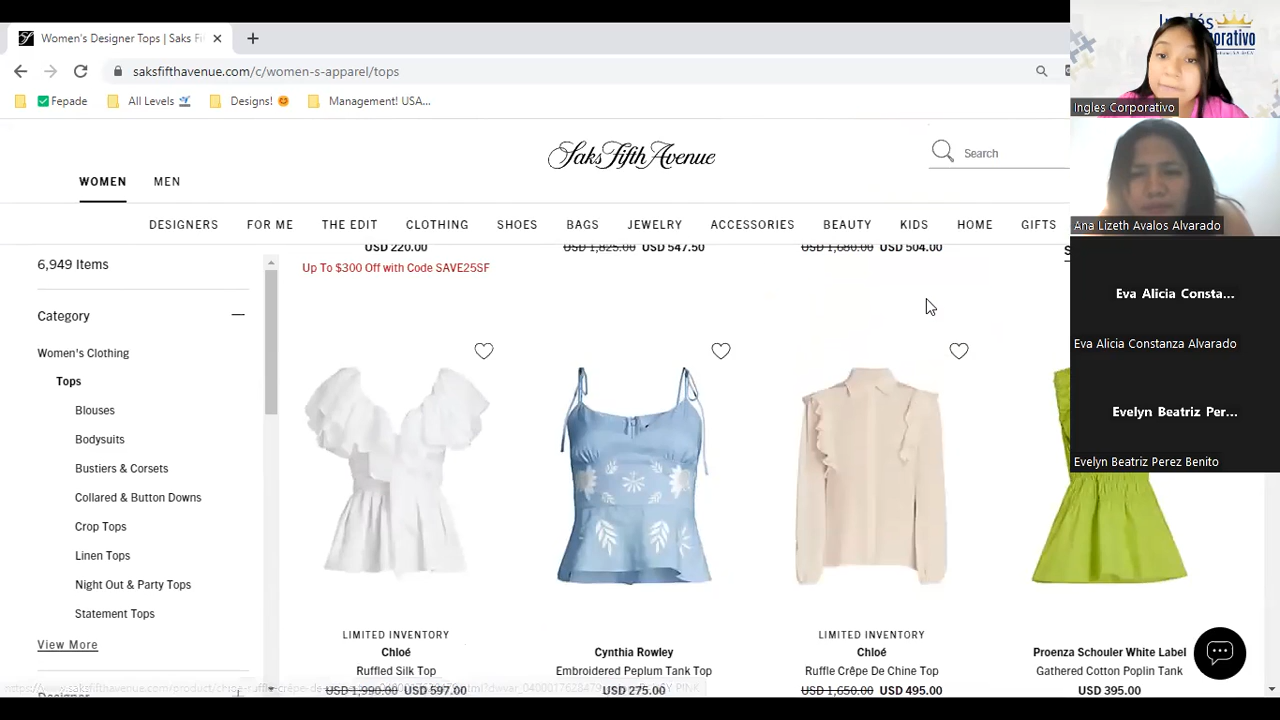 Women's Designer Tops | Saks Fi
saksfifthavenue.com/c/women-s-apparel/tops
Fepade
All Levels
Designs!
Management! USA...
Saks Fifth Avenue
Search
WOMEN
MEN
DESIGNERS
FOR ME
THE EDIT
CLOTHING
SHOES
BAGS
JEWELRY
ACCESSORIES
BEAUTY
KIDS
HOME
GIFTS
USD 220.00
USD 1,825.00 USD 547.50
USD 1,680.00 USD 504.00
Up To $300 Off with Code SAVE25SF
6,949 Items
Category
Women's Clothing
Tops
Blouses
Bodysuits
Bustiers & Corsets
Collared & Button Downs
Crop Tops
Linen Tops
Night Out & Party Tops
Statement Tops
View More
Designer
LIMITED INVENTORY
Chloé
Ruffled Silk Top
USD 1,990.00 USD 597.00
Cynthia Rowley
Embroidered Peplum Tank Top
USD 275.00
LIMITED INVENTORY
Chloé
Ruffle Crêpe De Chine Top
USD 1,650.00 USD 495.00
Proenza Schouler White Label
Gathered Cotton Poplin Tank
USD 395.00
Ingles Corporativo
Ana Lizeth Avalos Alvarado
Eva Alicia Consta...
Eva Alicia Constanza Alvarado
Evelyn Beatriz Per...
Evelyn Beatriz Perez Benito